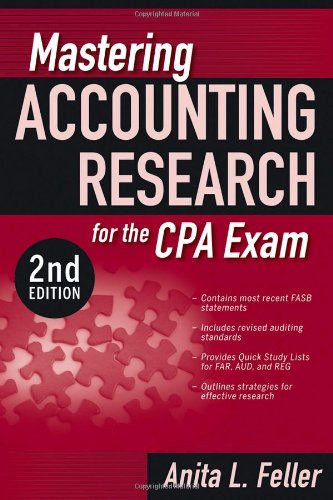 Mastering
ACCOUNTING
RESEARCH
for the CPA Exam
2nd
EDITION
– Contains most recent FASB
statements
– Includes revised auditing
standards
– Provides Quick Study Lists
for FAR, AUD, and REG
– Outlines strategies for
effective research
Anita L. Feller